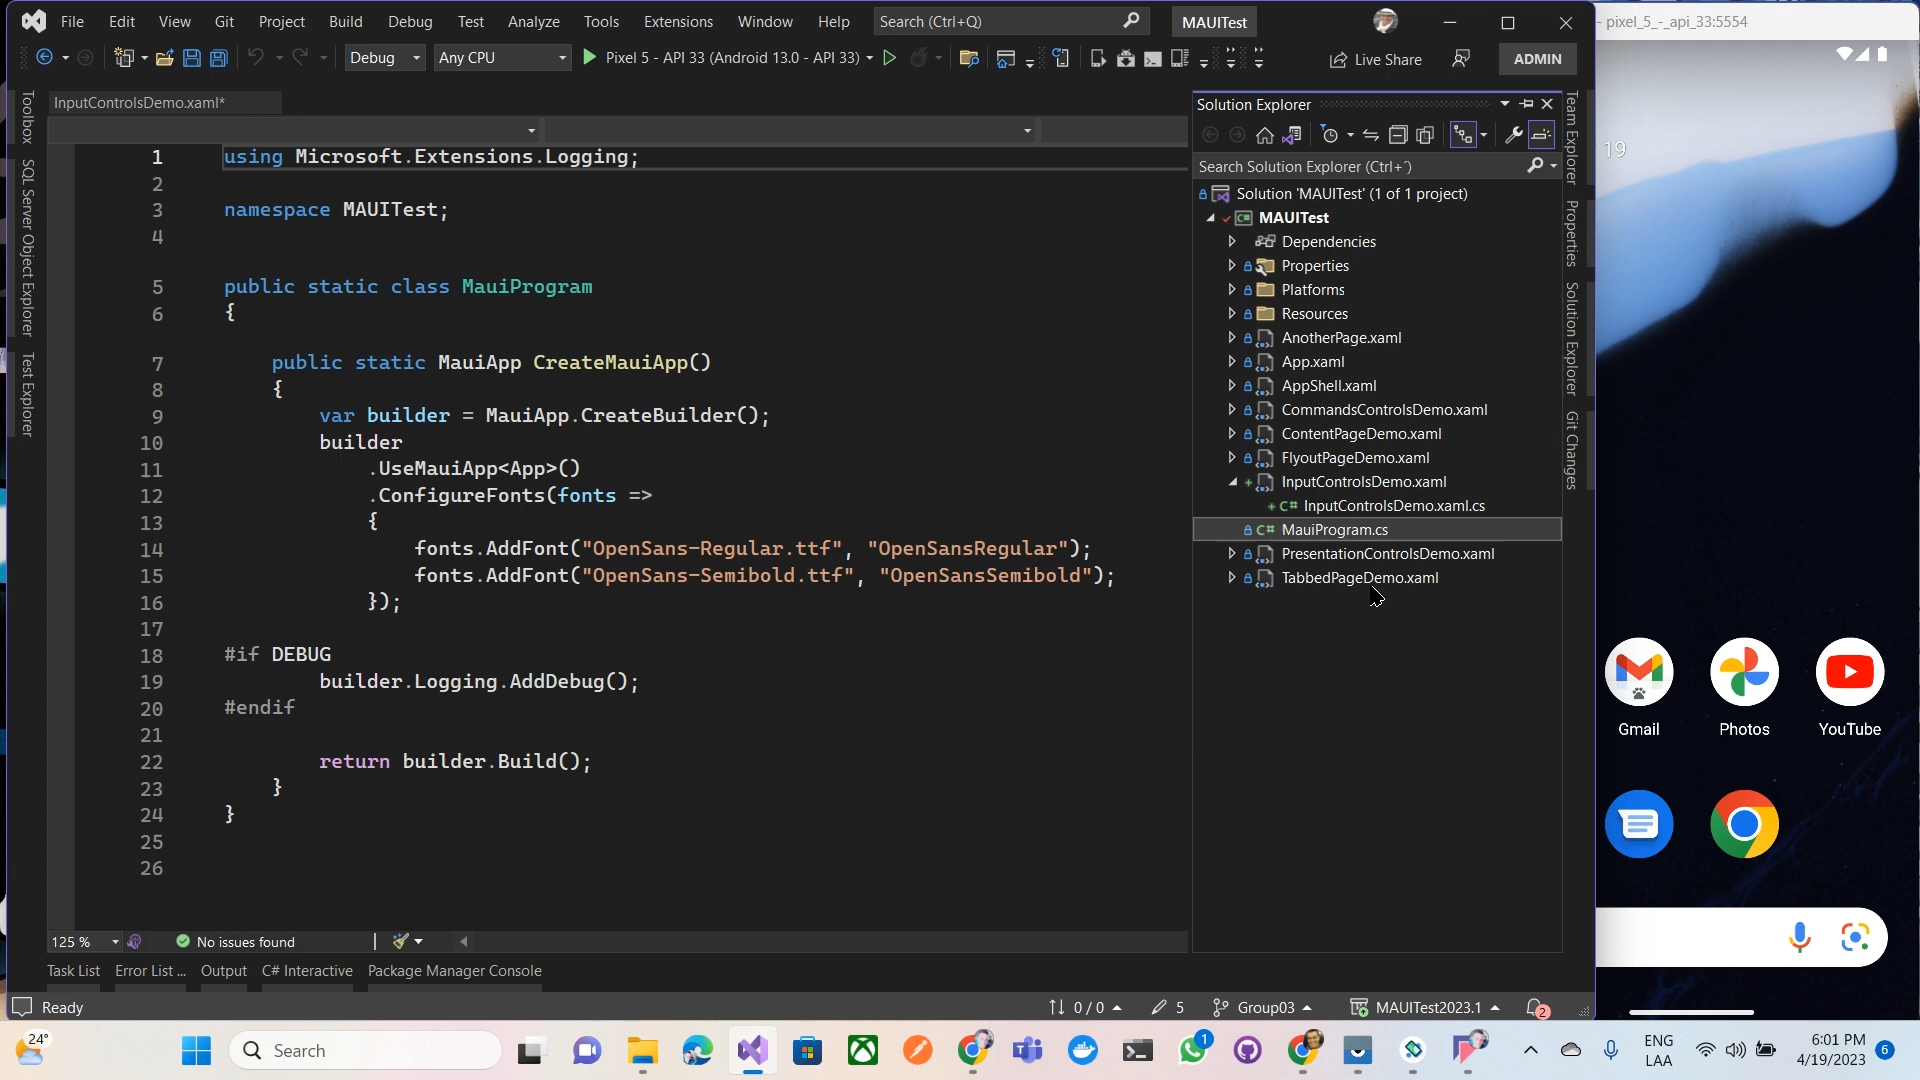 File Edit View Git Project Build Debug Test Analyze Tools Extensions Window Help Search (Ctrl+Q) MAUITest
- pixel_5_-_api_33:5554
Debug Any CPU Pixel 5 - API 33 (Android 13.0 - API 33) Live Share ADMIN
InputControlsDemo.xaml*
Toolbox
SQL Server Object Explorer
Test Explorer
1 using Microsoft.Extensions.Logging;
2
3 namespace MAUITest;
4
5 public static class MauiProgram
6 {
7 public static MauiApp CreateMauiApp()
8 {
9 var builder = MauiApp.CreateBuilder();
10 builder
11 .UseMauiApp<App>()
12 .ConfigureFonts(fonts =>
13 {
14 fonts.AddFont("OpenSans-Regular.ttf", "OpenSansRegular");
15 fonts.AddFont("OpenSans-Semibold.ttf", "OpenSansSemibold");
16 });
17
18 #if DEBUG
19 builder.Logging.AddDebug();
20 #endif
21
22 return builder.Build();
23 }
24 }
25
26
Solution Explorer
Search Solution Explorer (Ctrl+´)
Solution 'MAUITest' (1 of 1 project)
C# MAUITest
Dependencies
Properties
Platforms
Resources
AnotherPage.xaml
App.xaml
AppShell.xaml
CommandsControlsDemo.xaml
ContentPageDemo.xaml
FlyoutPageDemo.xaml
InputControlsDemo.xaml
+ C# InputControlsDemo.xaml.cs
C# MauiProgram.cs
PresentationControlsDemo.xaml
TabbedPageDemo.xaml
Team Explorer
Properties
Solution Explorer
Git Changes
19
Gmail Photos YouTube
125 % No issues found
Task List Error List ... Output C# Interactive Package Manager Console
Ready 0 / 0 5 Group03 MAUITest2023.1 2
24° Search 1 ENG 6:01 PM
LAA 4/19/2023 6